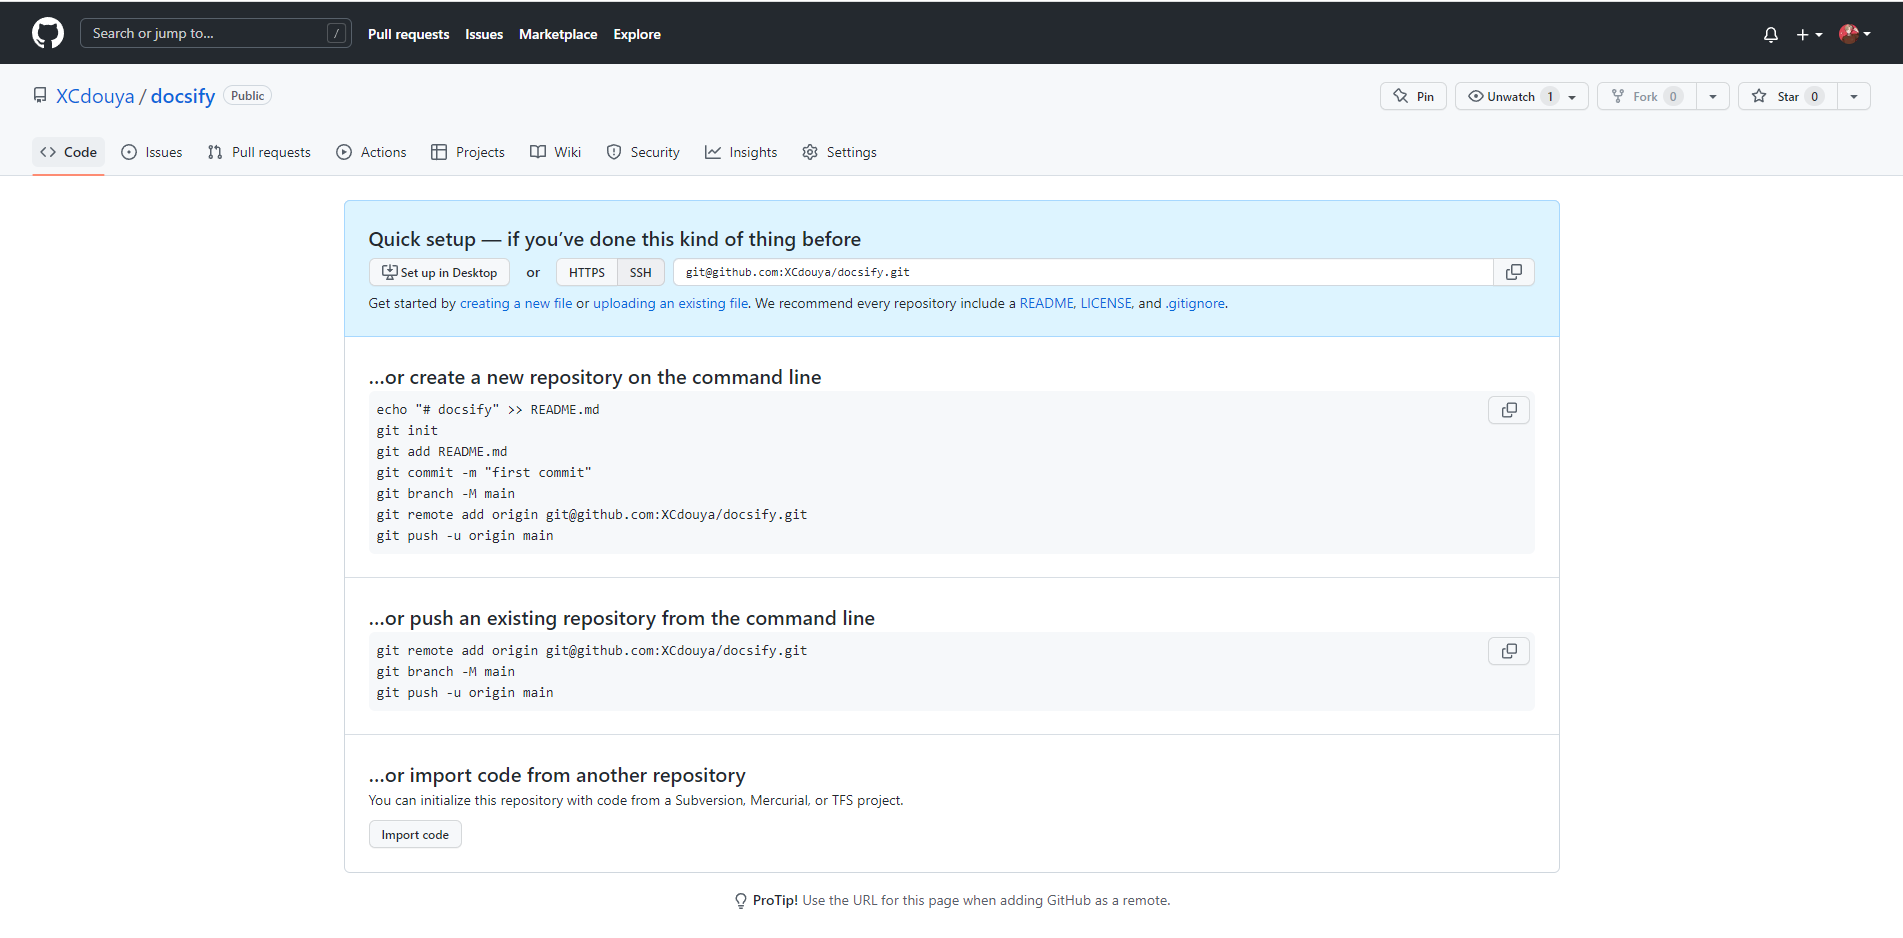 Search or jump to... / Pull requests Issues Marketplace Explore
XCdouya / docsify Public Pin Unwatch 1 Fork 0 Star 0
Code Issues Pull requests Actions Projects Wiki Security Insights Settings
Quick setup — if you’ve done this kind of thing before
Set up in Desktop or HTTPS SSH git@github.com:XCdouya/docsify.git
Get started by creating a new file or uploading an existing file. We recommend every repository include a README, LICENSE, and .gitignore.
…or create a new repository on the command line
echo "# docsify" >> README.md
git init
git add README.md
git commit -m "first commit"
git branch -M main
git remote add origin git@github.com:XCdouya/docsify.git
git push -u origin main
…or push an existing repository from the command line
git remote add origin git@github.com:XCdouya/docsify.git
git branch -M main
git push -u origin main
…or import code from another repository
You can initialize this repository with code from a Subversion, Mercurial, or TFS project.
Import code
ProTip! Use the URL for this page when adding GitHub as a remote.